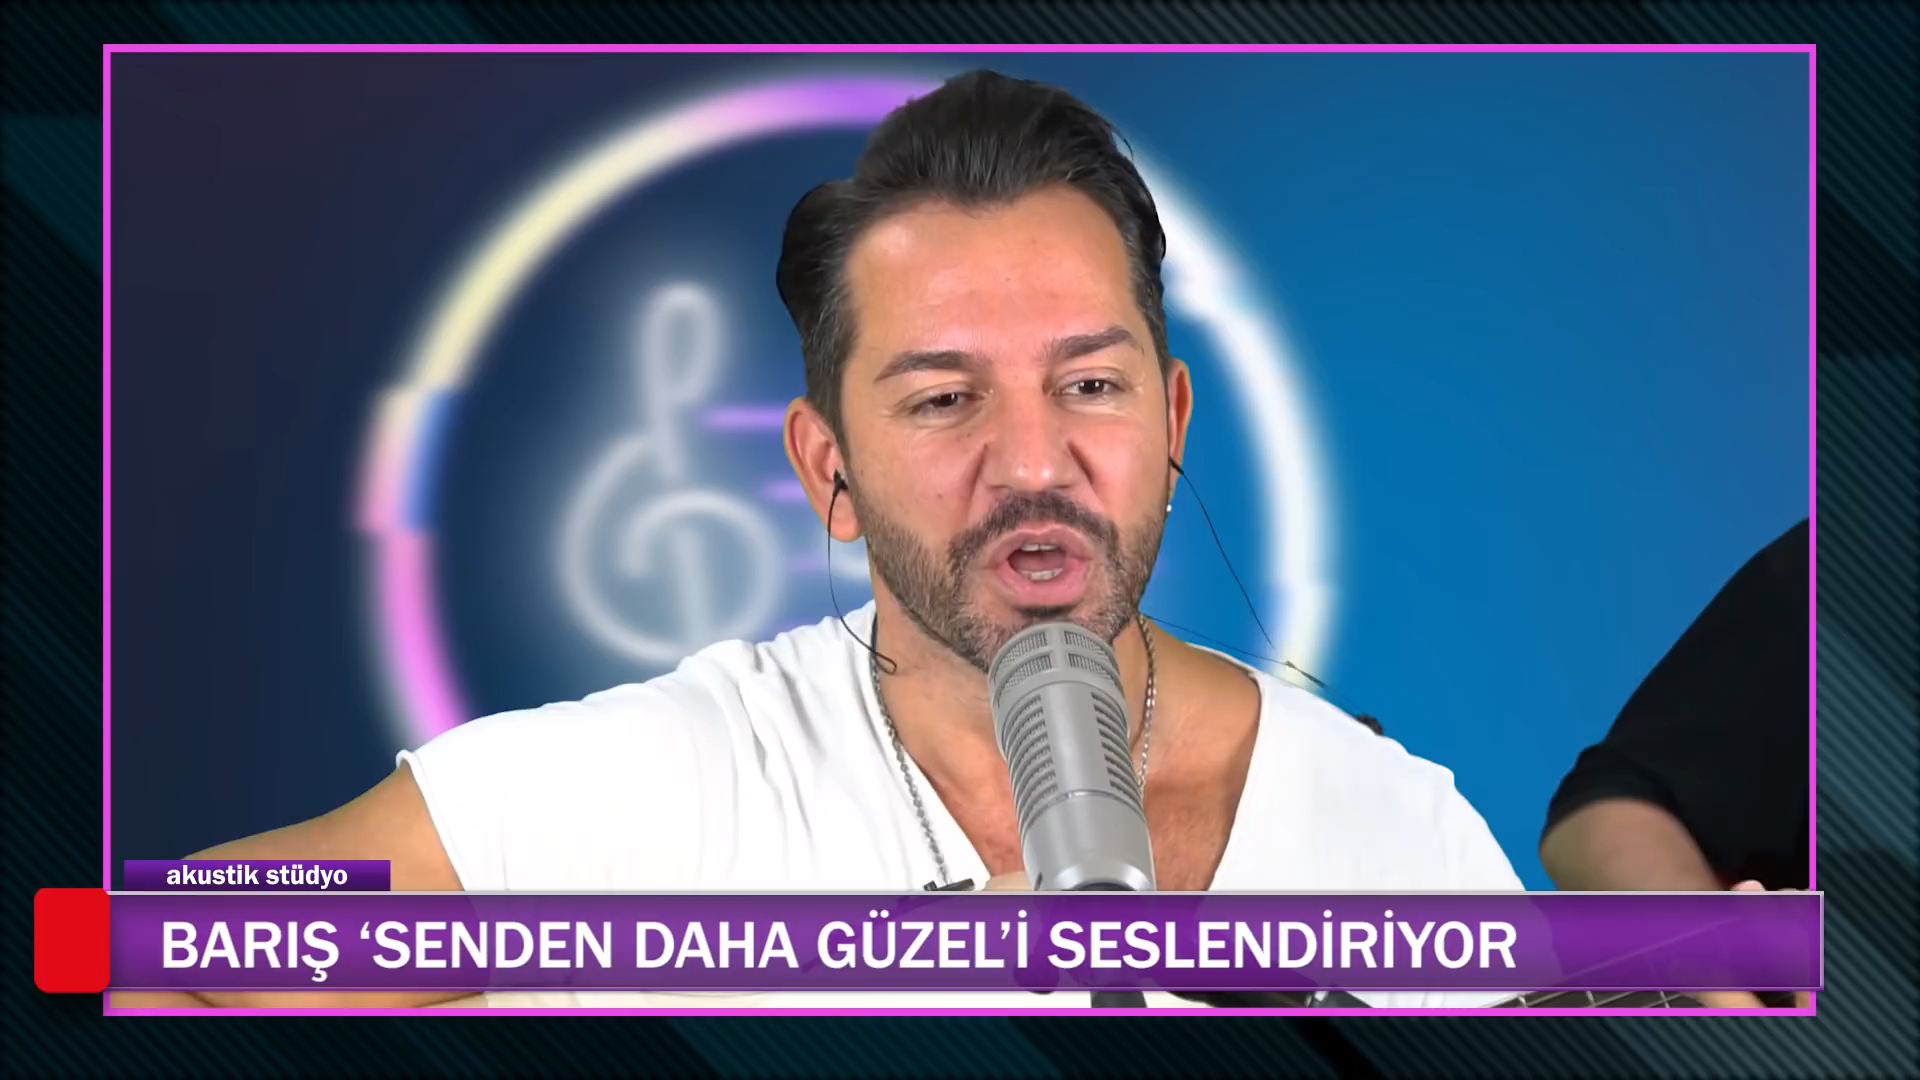 akustik stüdyo
BARIŞ ‘SENDEN DAHA GÜZEL’İ SESLENDİRİYOR